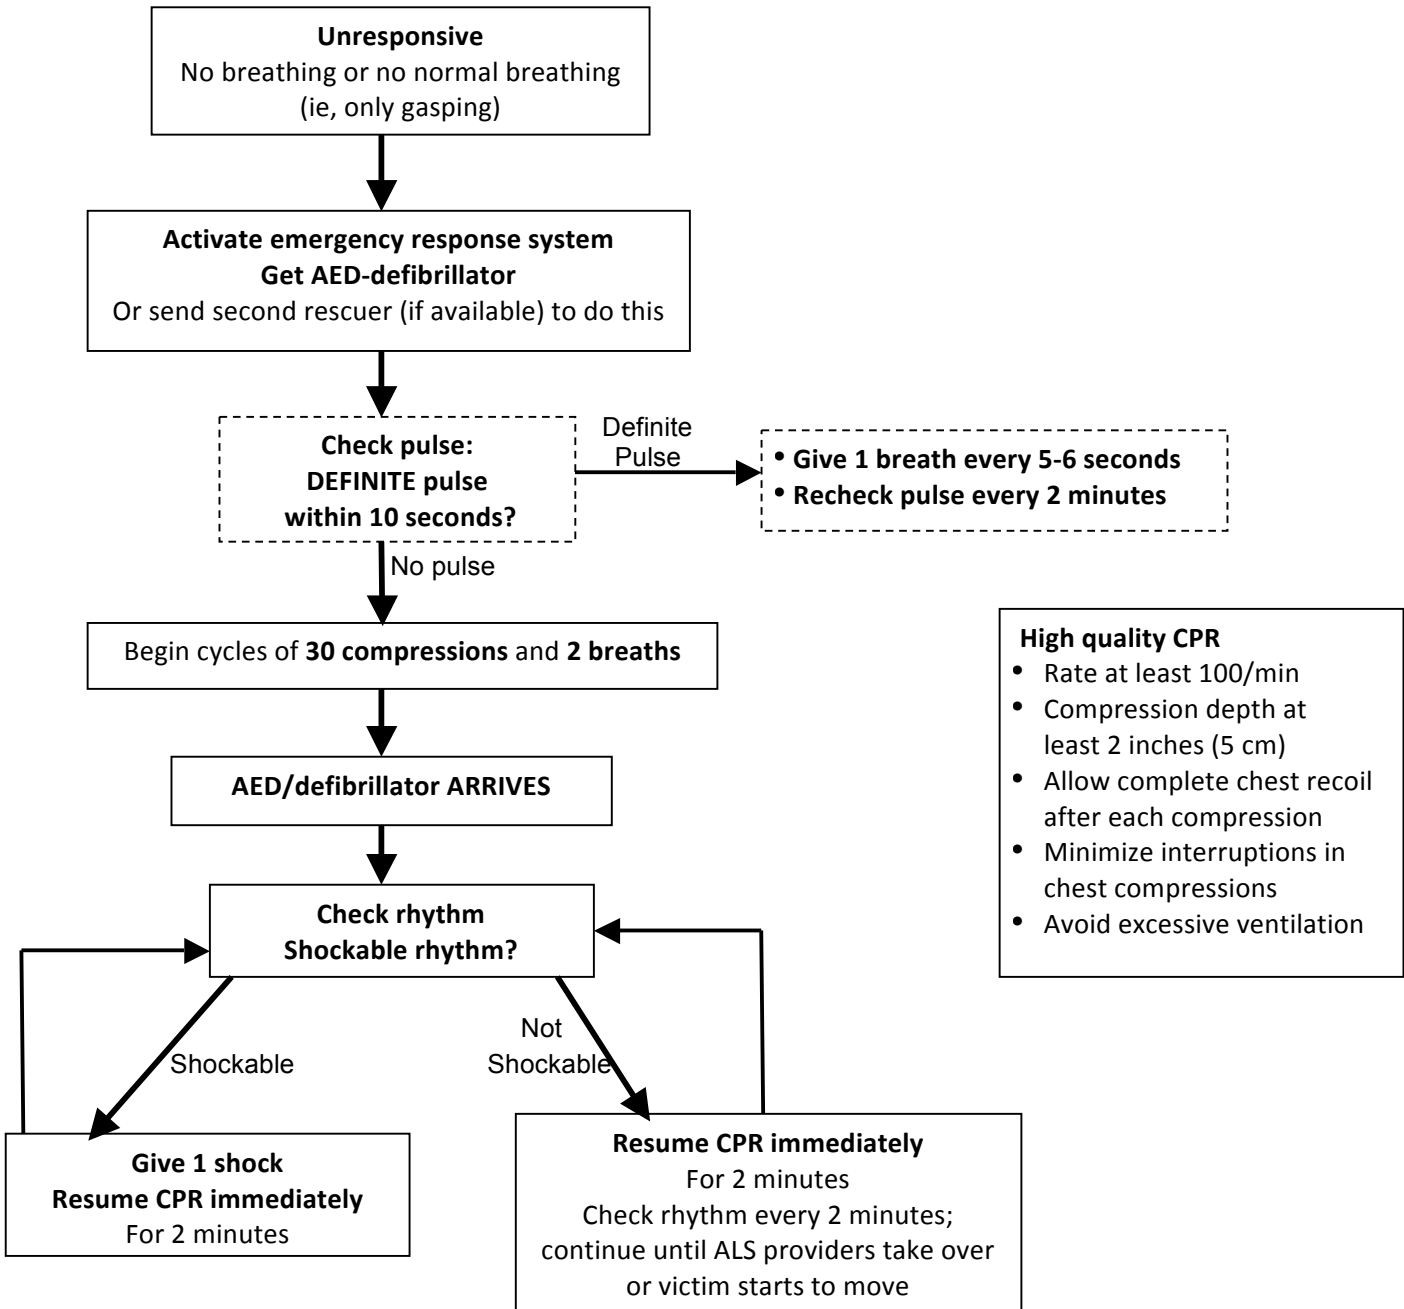 Unresponsive
No breathing or no normal breathing
(ie, only gasping)
Activate emergency response system
Get AED-defibrillator
Or send second rescuer (if available) to do this
Check pulse:
DEFINITE pulse
within 10 seconds?
Definite
Pulse
• Give 1 breath every 5-6 seconds
• Recheck pulse every 2 minutes
No pulse
Begin cycles of 30 compressions and 2 breaths
High quality CPR
• Rate at least 100/min
• Compression depth at
least 2 inches (5 cm)
• Allow complete chest recoil
after each compression
• Minimize interruptions in
chest compressions
• Avoid excessive ventilation
AED/defibrillator ARRIVES
Check rhythm
Shockable rhythm?
Shockable
Not
Shockable
Give 1 shock
Resume CPR immediately
For 2 minutes
Resume CPR immediately
For 2 minutes
Check rhythm every 2 minutes;
continue until ALS providers take over
or victim starts to move